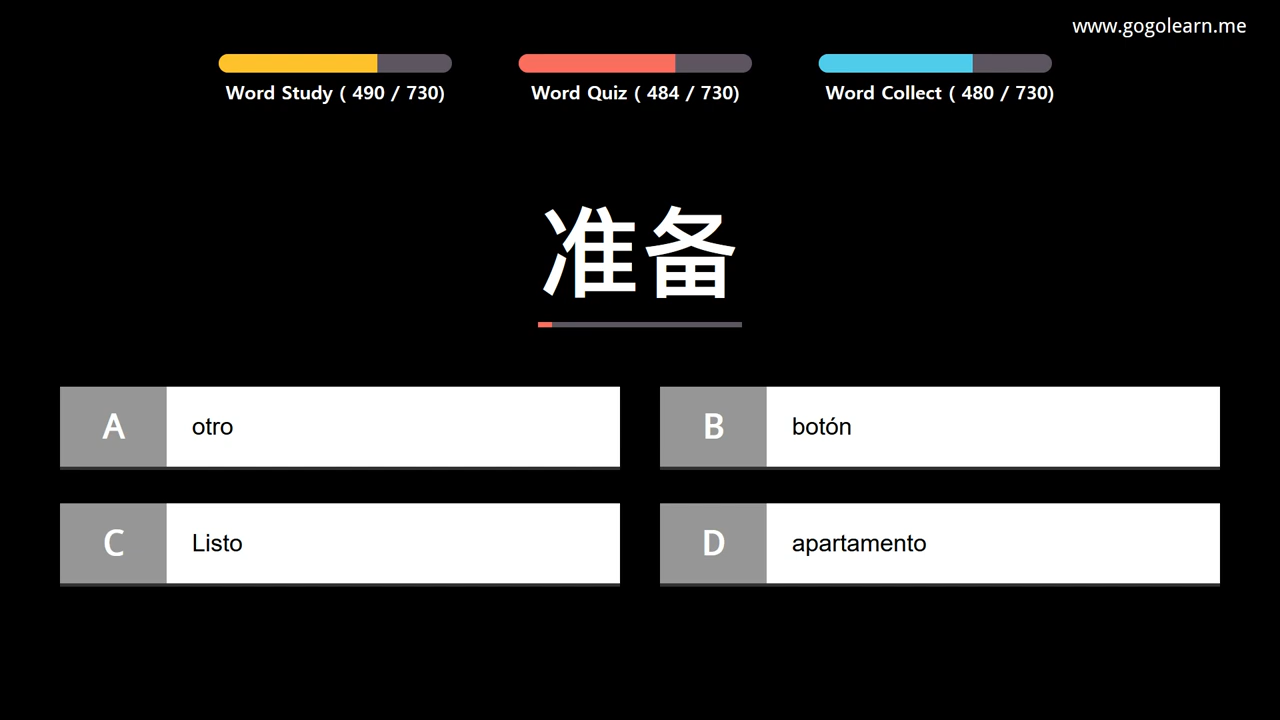 www.gogolearn.me
Word Study ( 490 / 730)
Word Quiz ( 484 / 730)
Word Collect ( 480 / 730)
准备
A otro
B botón
C Listo
D apartamento